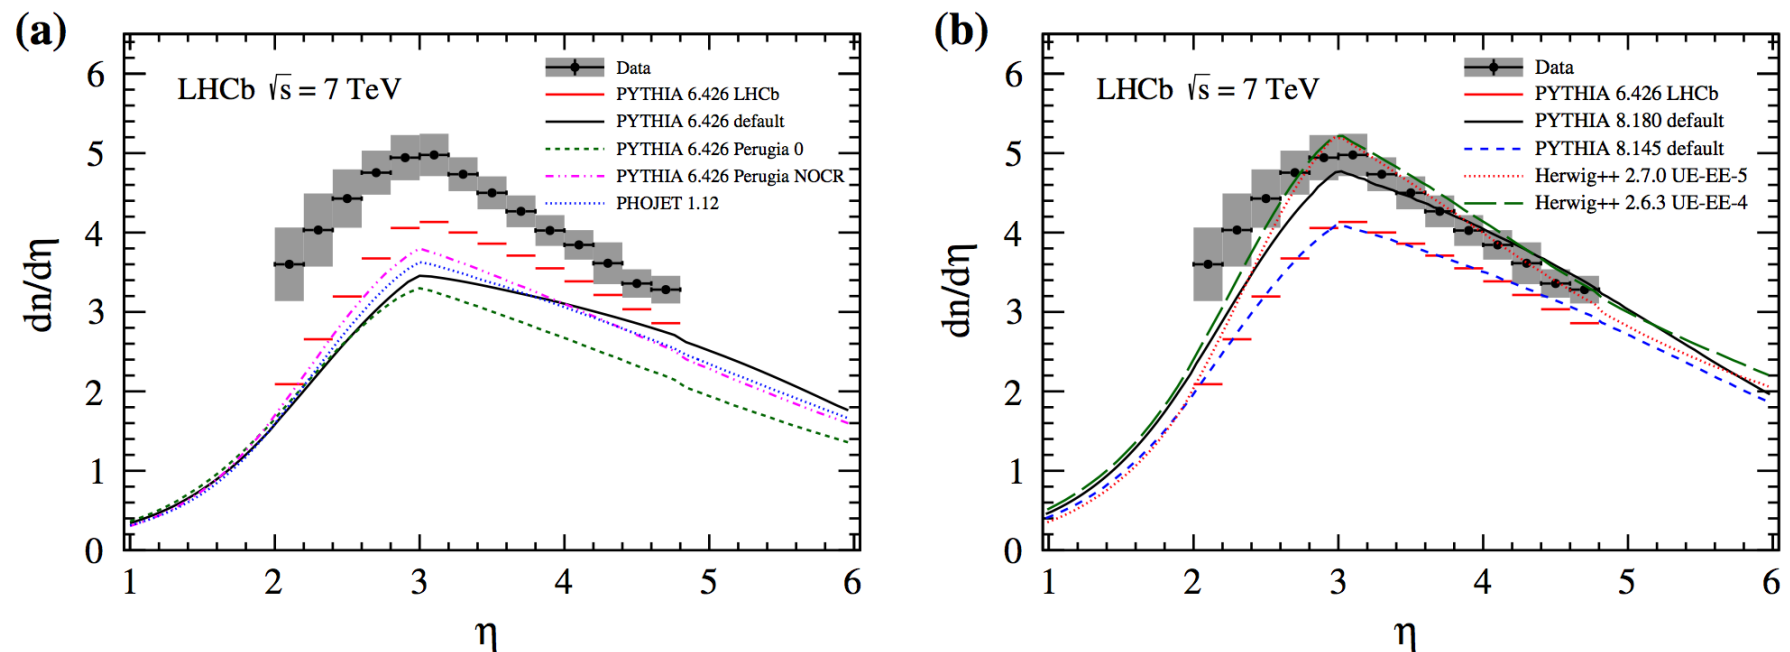 (a)
LHCb √s = 7 TeV
Data
PYTHIA 6.426 LHCb
PYTHIA 6.426 default
PYTHIA 6.426 Perugia 0
PYTHIA 6.426 Perugia NOCR
PHOJET 1.12
dn/dη
6
5
4
3
2
1
0
1 2 3 4 5 6
η
(b)
LHCb √s = 7 TeV
Data
PYTHIA 6.426 LHCb
PYTHIA 8.180 default
PYTHIA 8.145 default
Herwig++ 2.7.0 UE-EE-5
Herwig++ 2.6.3 UE-EE-4
dn/dη
6
5
4
3
2
1
0
1 2 3 4 5 6
η